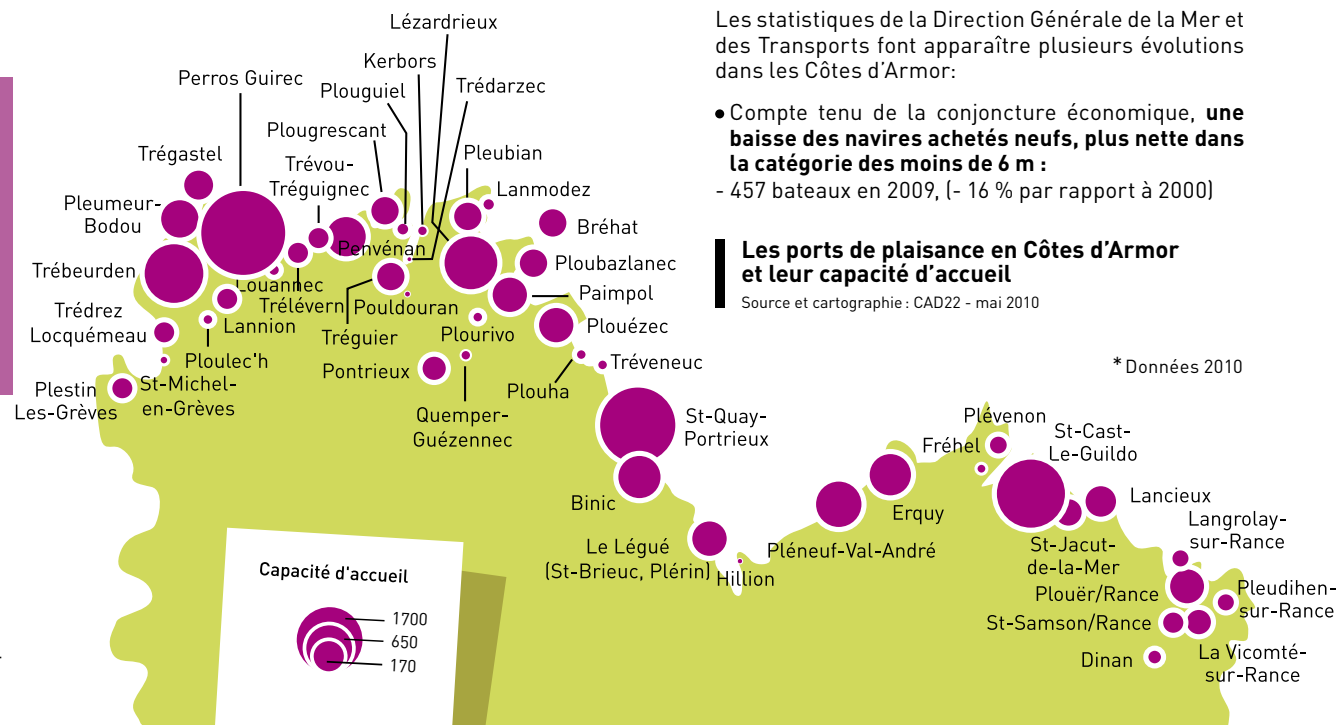 Les statistiques de la Direction Générale de la Mer et
des Transports font apparaître plusieurs évolutions
dans les Côtes d'Armor:
• Compte tenu de la conjoncture économique, une
baisse des navires achetés neufs, plus nette dans
la catégorie des moins de 6 m :
- 457 bateaux en 2009, (- 16 % par rapport à 2000)
Les ports de plaisance en Côtes d'Armor
et leur capacité d'accueil
Source et cartographie : CAD22 - mai 2010
* Données 2010
Lézardrieux
Kerbors
Perros Guirec
Plouguiel
Trédarzec
Plougrescant
Trégastel
Trévou-
Tréguignec
Pleubian
Lanmodez
Pleumeur-
Bodou
Bréhat
Penvénan
Trébeurden
Ploubazlanec
Louannec
Trélévern
Pouldouran
Paimpol
Trédrez
Locquémeau
Lannion
Tréguier
Plourivo
Plouézec
Ploulec'h
Pontrieux
Tréveneuc
Plestin
Les-Grèves
St-Michel-
en-Grèves
Plouha
Quemper-
Guézennec
St-Quay-
Portrieux
Plévenon
Fréhel
St-Cast-
Le-Guildo
Binic
Erquy
Lancieux
Langrolay-
sur-Rance
Le Légué
(St-Brieuc, Plérin)
Hillion
Pléneuf-Val-André
St-Jacut-
de-la-Mer
Plouër/Rance
Pleudihen-
sur-Rance
St-Samson/Rance
Dinan
La Vicomté-
sur-Rance
Capacité d'accueil
1700
650
170